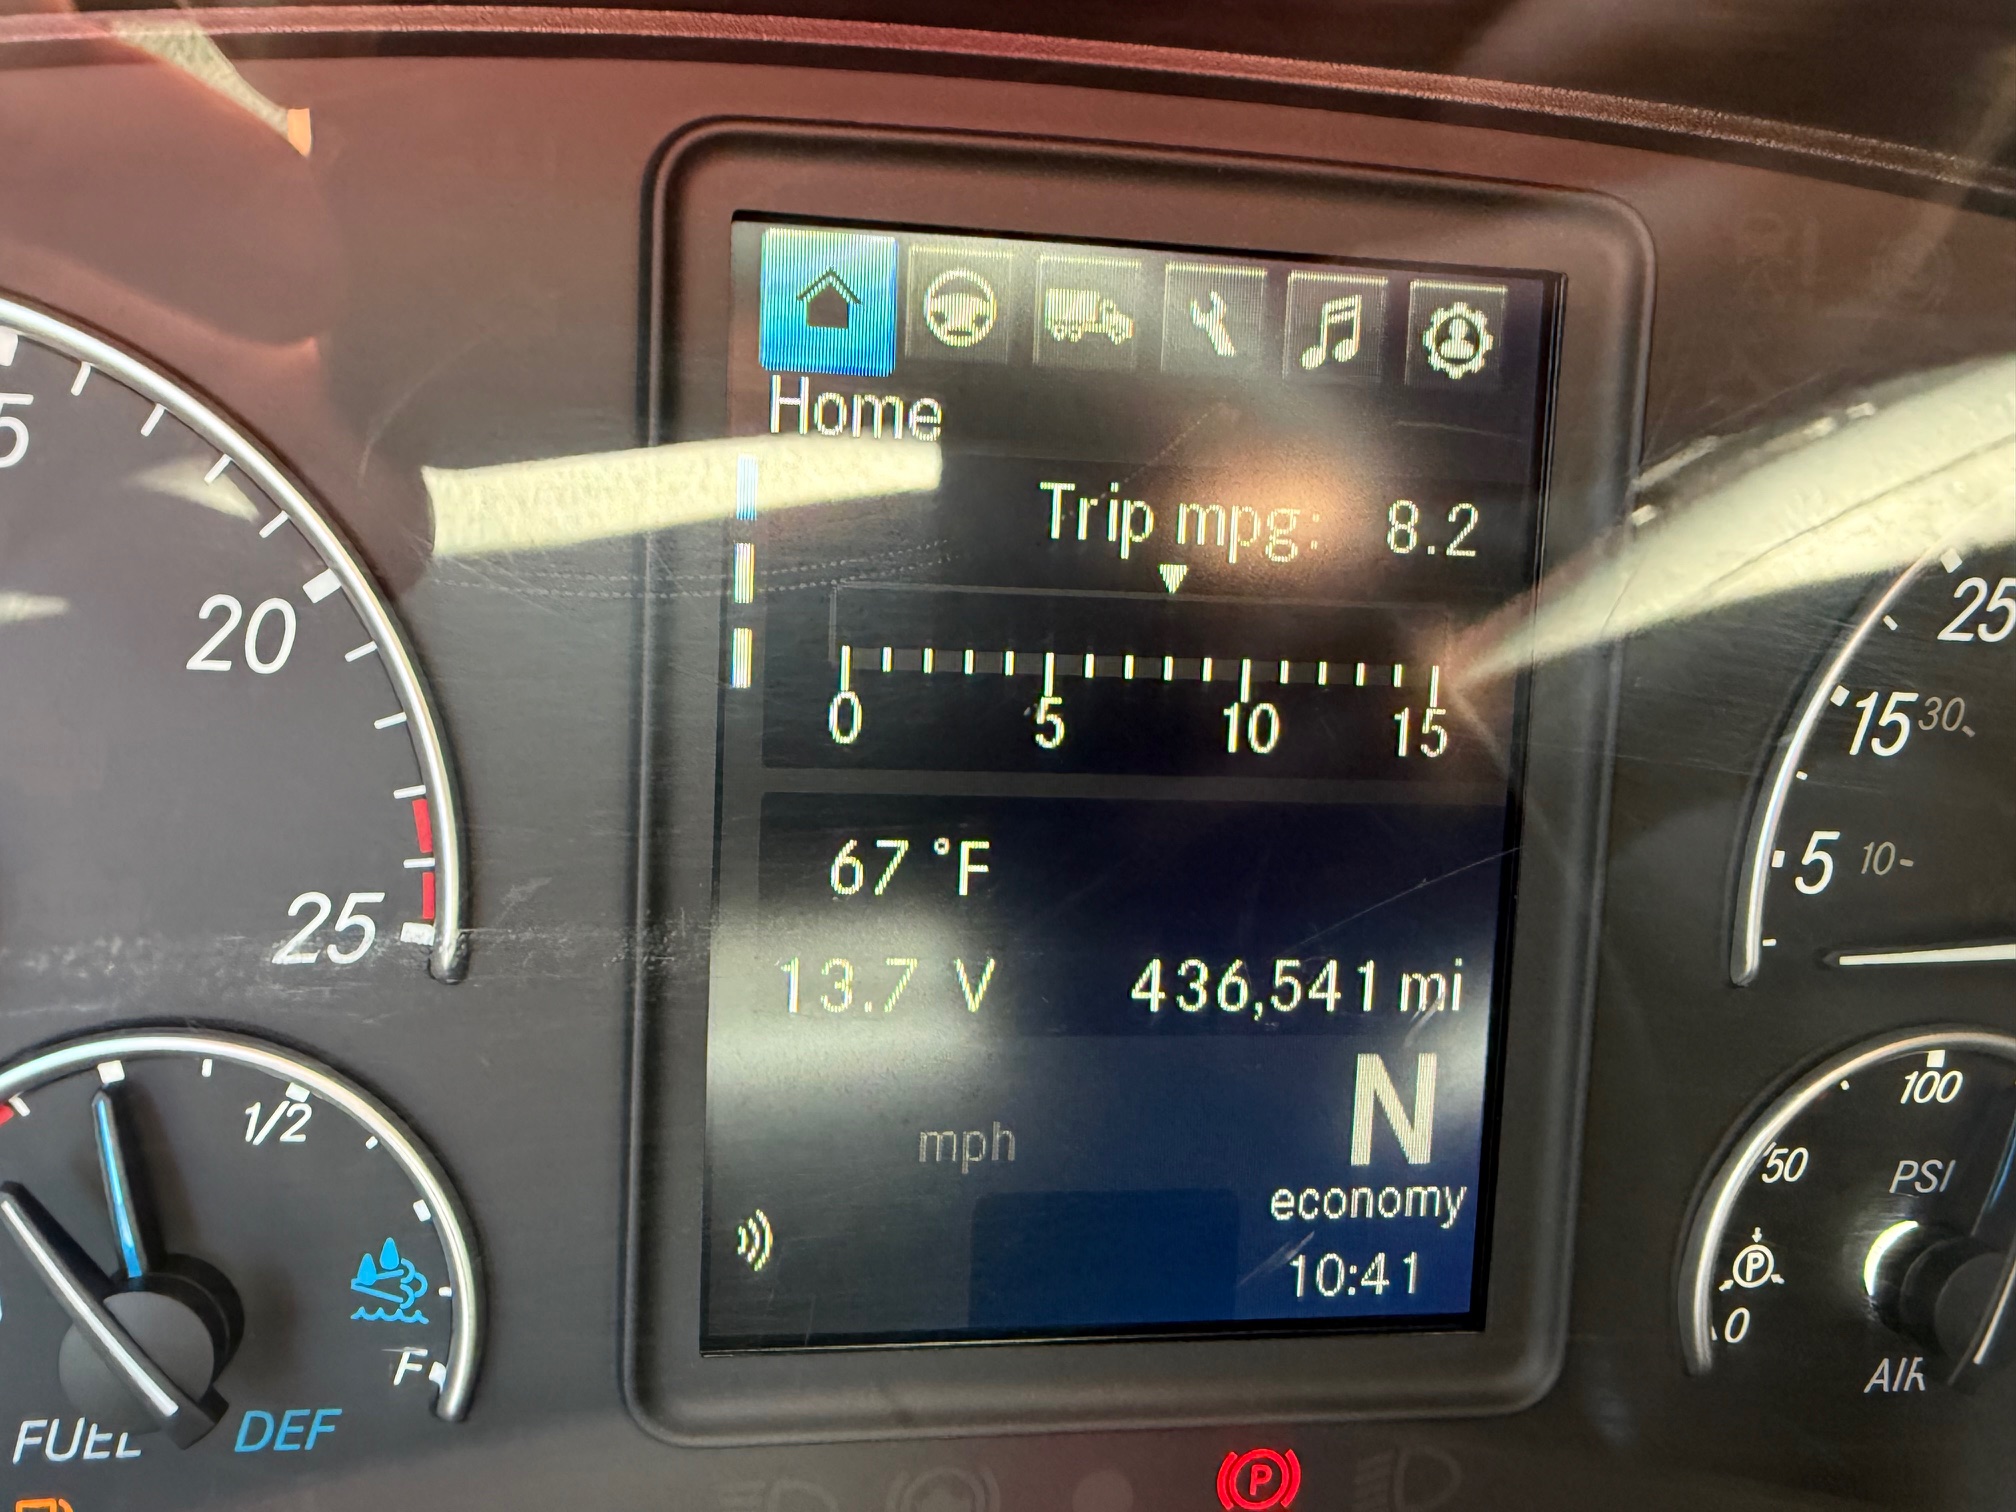 Home
Trip mpg: 8.2
0 5 10 15
67 °F
13.7 V 436,541 mi
N
mph
economy
10:41
5
20
25
1/2
F
FUEL DEF
25
15 30
5 10
100
50 PSI
P
0
AIR
P